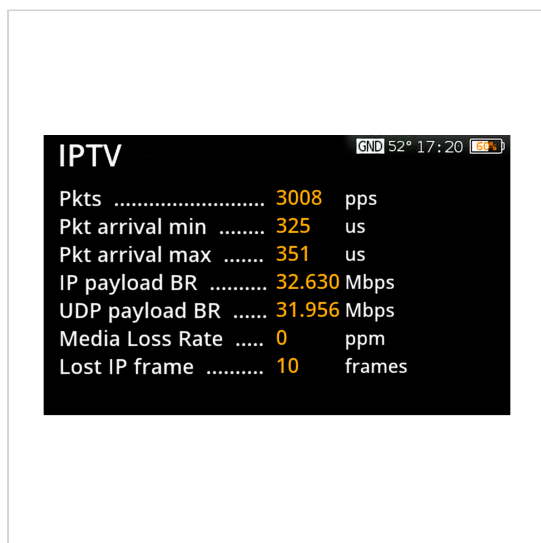 IPTV
GND 52° 17:20 60%
Pkts .......................... 3008 pps
Pkt arrival min ........ 325 us
Pkt arrival max ....... 351 us
IP payload BR .......... 32.630 Mbps
UDP payload BR ...... 31.956 Mbps
Media Loss Rate ..... 0 ppm
Lost IP frame .......... 10 frames